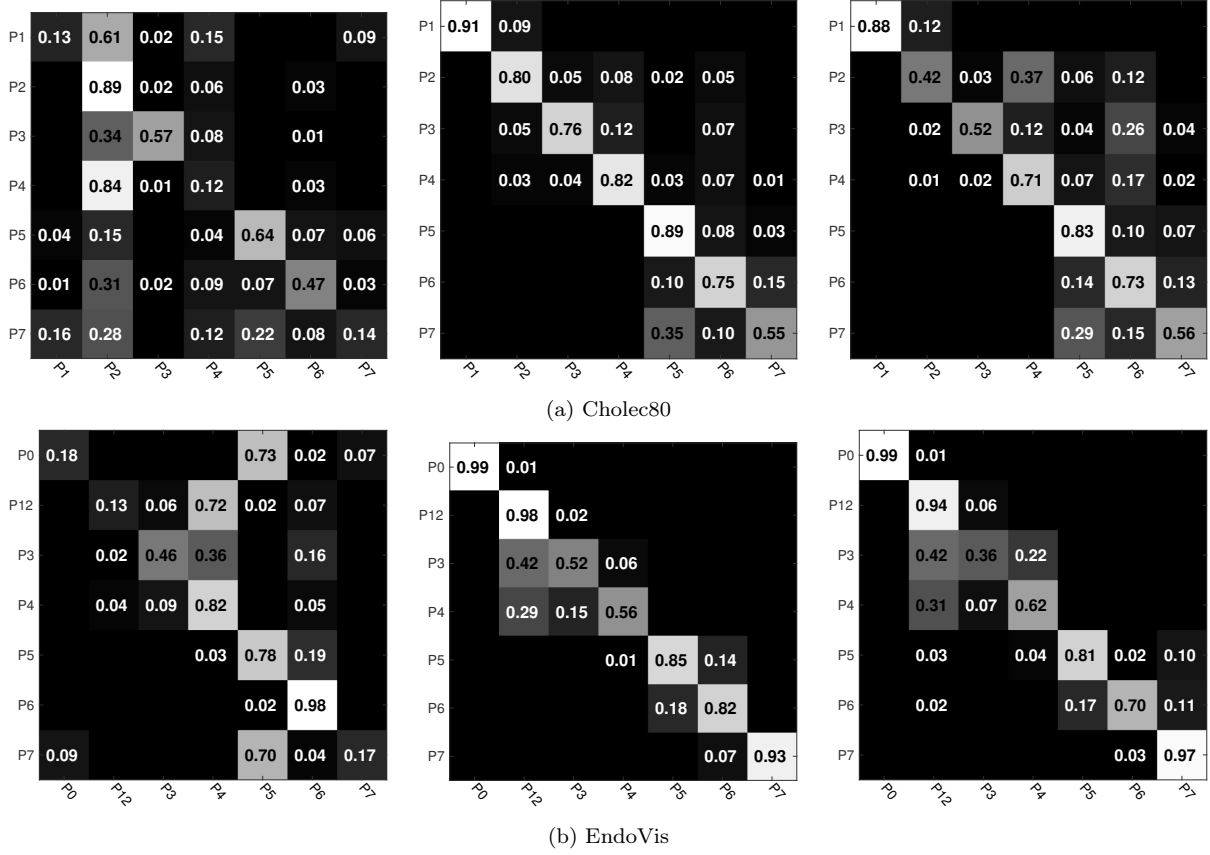 P1 0.13 0.61 0.02 0.15 0.09
P2 0.89 0.02 0.06 0.03
P3 0.34 0.57 0.08 0.01
P4 0.84 0.01 0.12 0.03
P5 0.04 0.15 0.04 0.64 0.07 0.06
P6 0.01 0.31 0.02 0.09 0.07 0.47 0.03
P7 0.16 0.28 0.12 0.22 0.08 0.14
P1 P2 P3 P4 P5 P6 P7
P1 0.91 0.09
P2 0.80 0.05 0.08 0.02 0.05
P3 0.05 0.76 0.12 0.07
P4 0.03 0.04 0.82 0.03 0.07 0.01
P5 0.89 0.08 0.03
P6 0.10 0.75 0.15
P7 0.35 0.10 0.55
P1 P2 P3 P4 P5 P6 P7
P1 0.88 0.12
P2 0.42 0.03 0.37 0.06 0.12
P3 0.02 0.52 0.12 0.04 0.26 0.04
P4 0.01 0.02 0.71 0.07 0.17 0.02
P5 0.83 0.10 0.07
P6 0.14 0.73 0.13
P7 0.29 0.15 0.56
P1 P2 P3 P4 P5 P6 P7
(a) Cholec80
P0 0.18 0.73 0.02 0.07
P12 0.13 0.06 0.72 0.02 0.07
P3 0.02 0.46 0.36 0.16
P4 0.04 0.09 0.82 0.05
P5 0.03 0.78 0.19
P6 0.02 0.98
P7 0.09 0.70 0.04 0.17
P0 P12 P3 P4 P5 P6 P7
P0 0.99 0.01
P12 0.98 0.02
P3 0.42 0.52 0.06
P4 0.29 0.15 0.56
P5 0.01 0.85 0.14
P6 0.18 0.82
P7 0.07 0.93
P0 P12 P3 P4 P5 P6 P7
P0 0.99 0.01
P12 0.94 0.06
P3 0.42 0.36 0.22
P4 0.31 0.07 0.62
P5 0.03 0.04 0.81 0.02 0.10
P6 0.02 0.17 0.70 0.11
P7 0.03 0.97
P0 P12 P3 P4 P5 P6 P7
(b) EndoVis